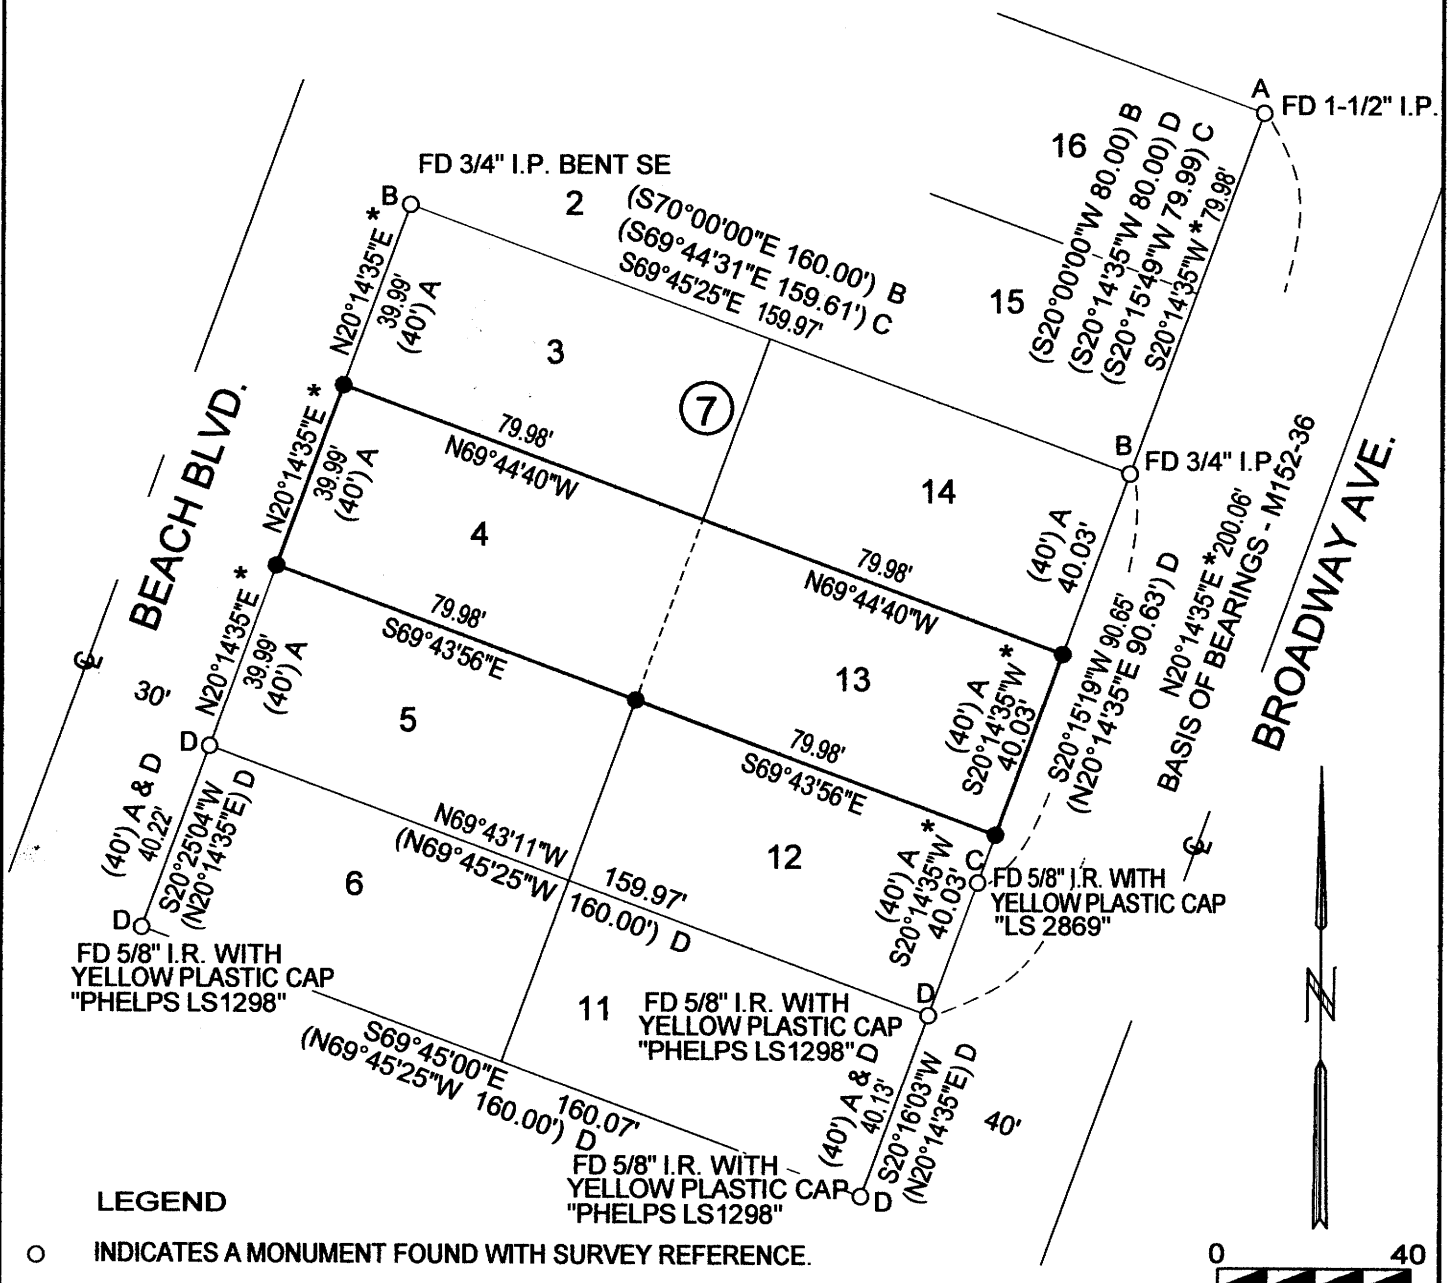 A
FD 1-1/2" I.P.
16
(S20°00'00"W 80.00) B
(S20°14'35"W 80.00) D
(S20°15'49"W 79.99) C
S20°14'35"W * 79.98'
15
FD 3/4" I.P. BENT SE
B
2
(S70°00'00"E 160.00') B
(S69°44'31"E 159.61') C
S69°45'25"E 159.97'
N20°14'35"E *
39.99'
(40') A
3
7
14
B
FD 3/4" I.P.
(40') A
40.03'
79.98'
N69°44'40"W
79.98'
N69°44'40"W
N20°14'35"E *
39.99'
(40') A
4
13
BEACH BLVD.
BROADWAY AVE.
N20°14'35"E * 200.06'
BASIS OF BEARINGS - M152-36
S20°15'19"W 90.65'
(N20°14'35"E 90.63') D
(40') A
S20°14'35"W *
40.03'
79.98'
S69°43'56"E
79.98'
S69°43'56"E
N20°14'35"E *
39.99'
(40') A
5
12
CL
30'
CL
D
(40') A & D
40.22'
S20°25'04"W
(N20°14'35"E) D
N69°43'11"W 159.97'
(N69°45'25"W 160.00') D
(40') A
S20°14'35"W *
40.03'
C
FD 5/8" I.R. WITH
YELLOW PLASTIC CAP
"LS 2869"
6
D
FD 5/8" I.R. WITH
YELLOW PLASTIC CAP
"PHELPS LS1298"
11
D
FD 5/8" I.R. WITH
YELLOW PLASTIC CAP
"PHELPS LS1298"
S69°45'00"E 160.07'
(N69°45'25"W 160.00') D
(40') A & D
40.13'
S20°16'03"W
(N20°14'35"E) D
40'
N
FD 5/8" I.R. WITH
YELLOW PLASTIC CAP
"PHELPS LS1298"
D
LEGEND
INDICATES A MONUMENT FOUND WITH SURVEY REFERENCE.
0 40